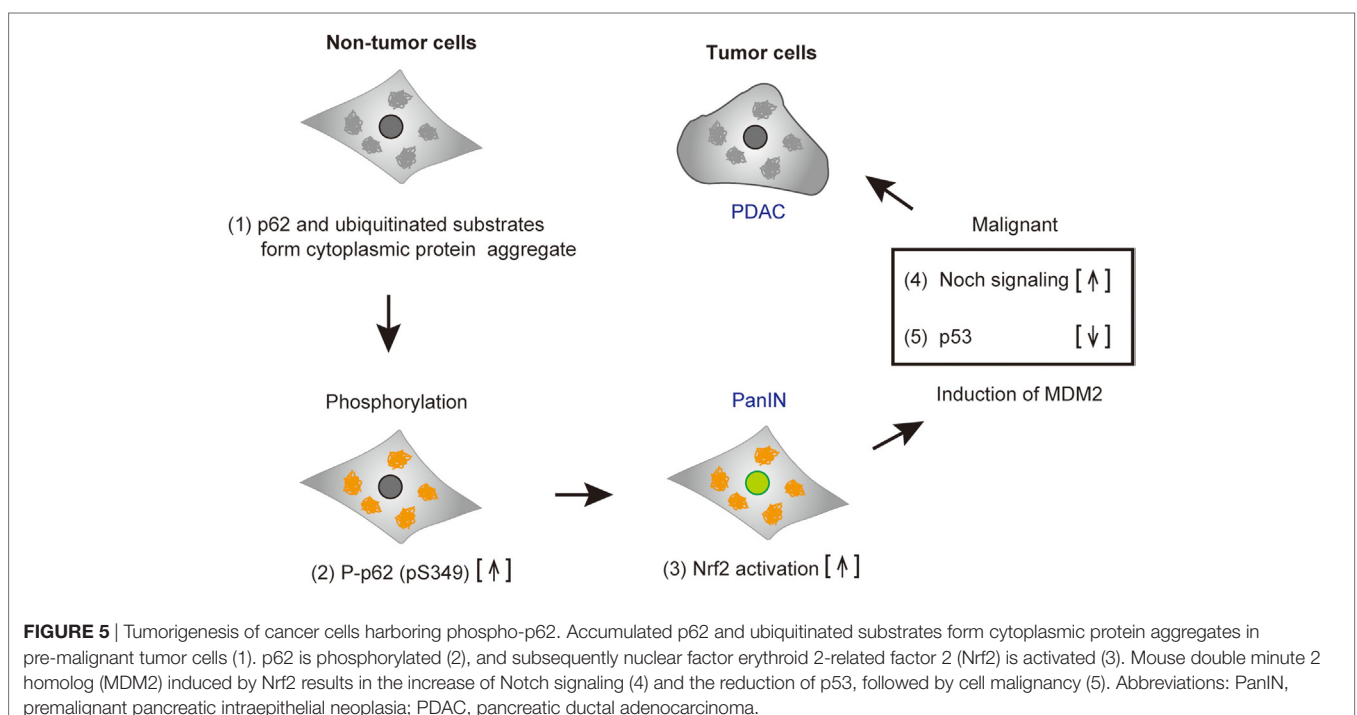 Non-tumor cells
Tumor cells
(1) p62 and ubiquitinated substrates
form cytoplasmic protein aggregate
PDAC
Malignant
(4) Noch signaling [↑]
(5) p53 [↓]
Induction of MDM2
Phosphorylation
PanIN
(2) P-p62 (pS349) [↑]
(3) Nrf2 activation [↑]
FIGURE 5 | Tumorigenesis of cancer cells harboring phospho-p62. Accumulated p62 and ubiquitinated substrates form cytoplasmic protein aggregates in
pre-malignant tumor cells (1). p62 is phosphorylated (2), and subsequently nuclear factor erythroid 2-related factor 2 (Nrf2) is activated (3). Mouse double minute 2
homolog (MDM2) induced by Nrf2 results in the increase of Notch signaling (4) and the reduction of p53, followed by cell malignancy (5). Abbreviations: PanIN,
premalignant pancreatic intraepithelial neoplasia; PDAC, pancreatic ductal adenocarcinoma.